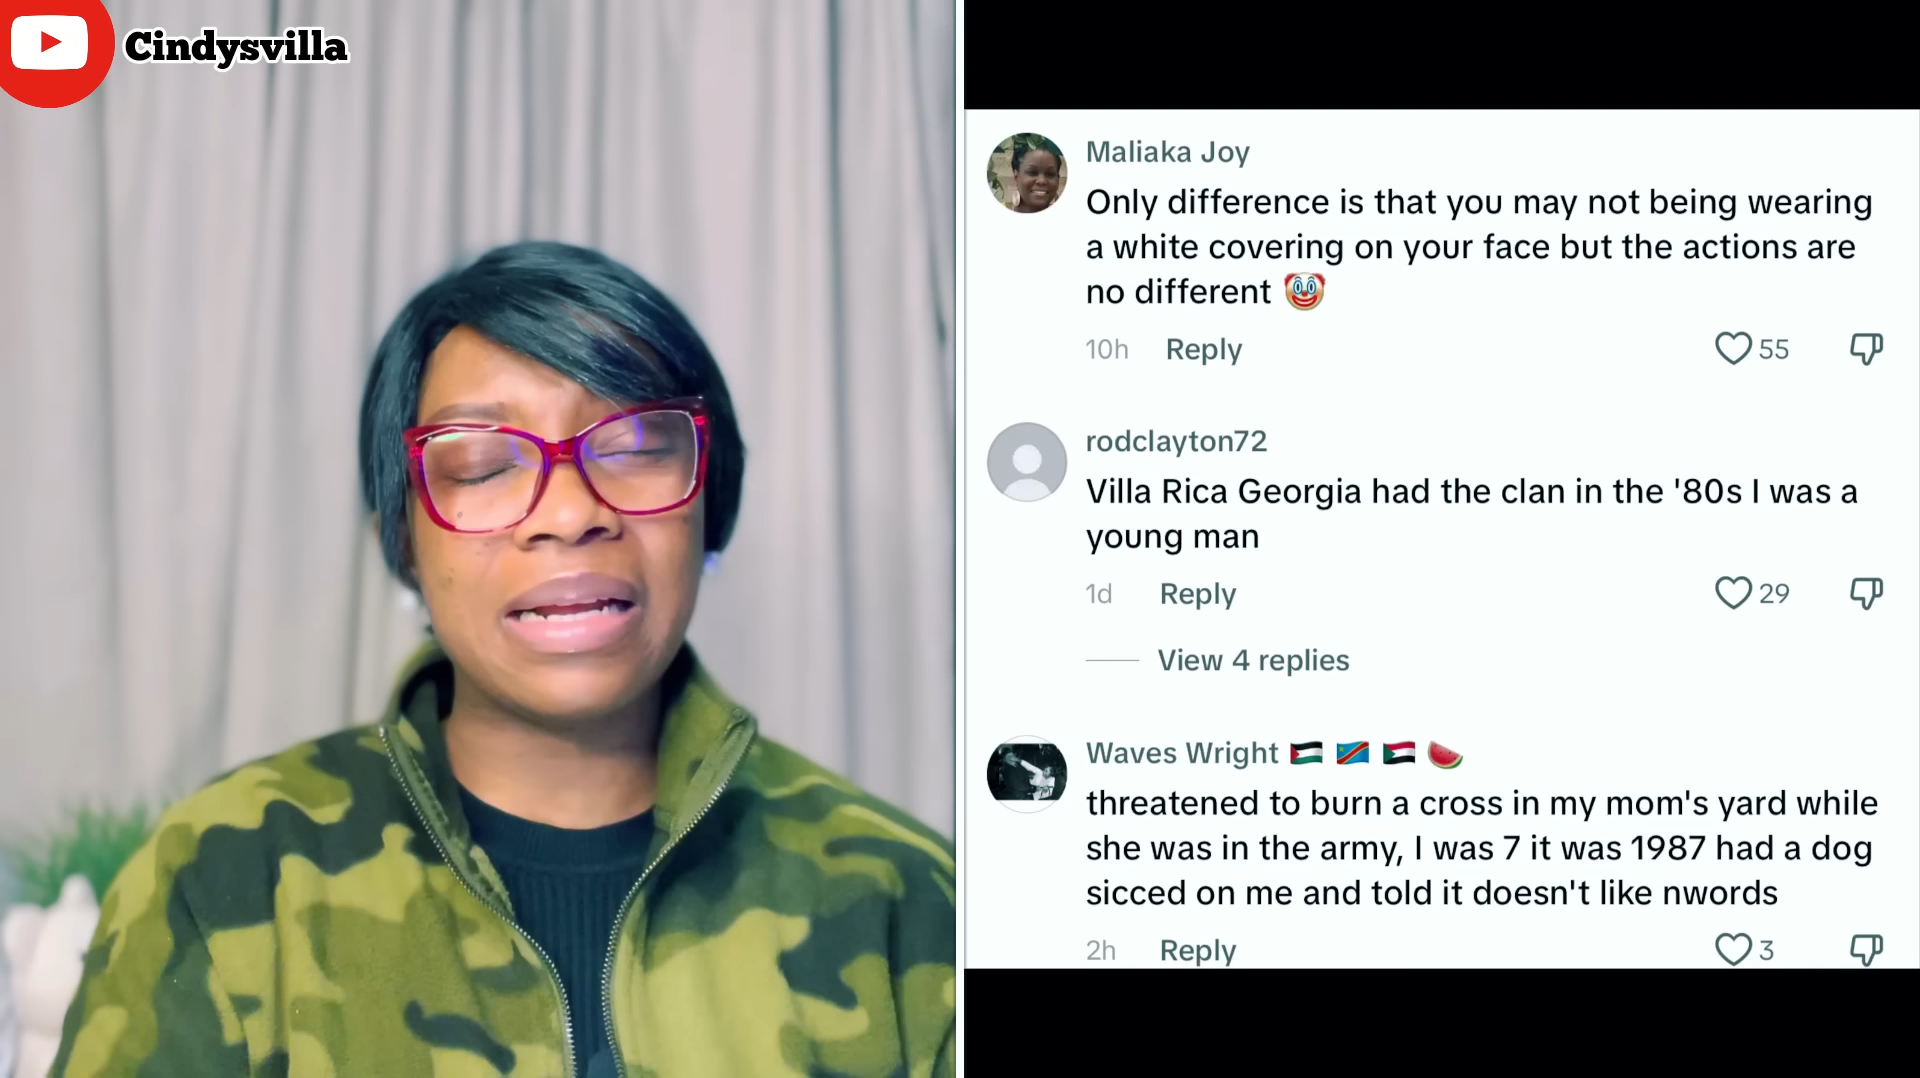 Cindysvilla
Maliaka Joy
Only difference is that you may not being wearing
a white covering on your face but the actions are
no different 🤡
10h Reply 55
rodclayton72
Villa Rica Georgia had the clan in the '80s I was a
young man
1d Reply 29
View 4 replies
Waves Wright 🇵🇸 🇨🇩 🇸🇩 🍉
threatened to burn a cross in my mom's yard while
she was in the army, I was 7 it was 1987 had a dog
sicced on me and told it doesn't like nwords
2h Reply 3